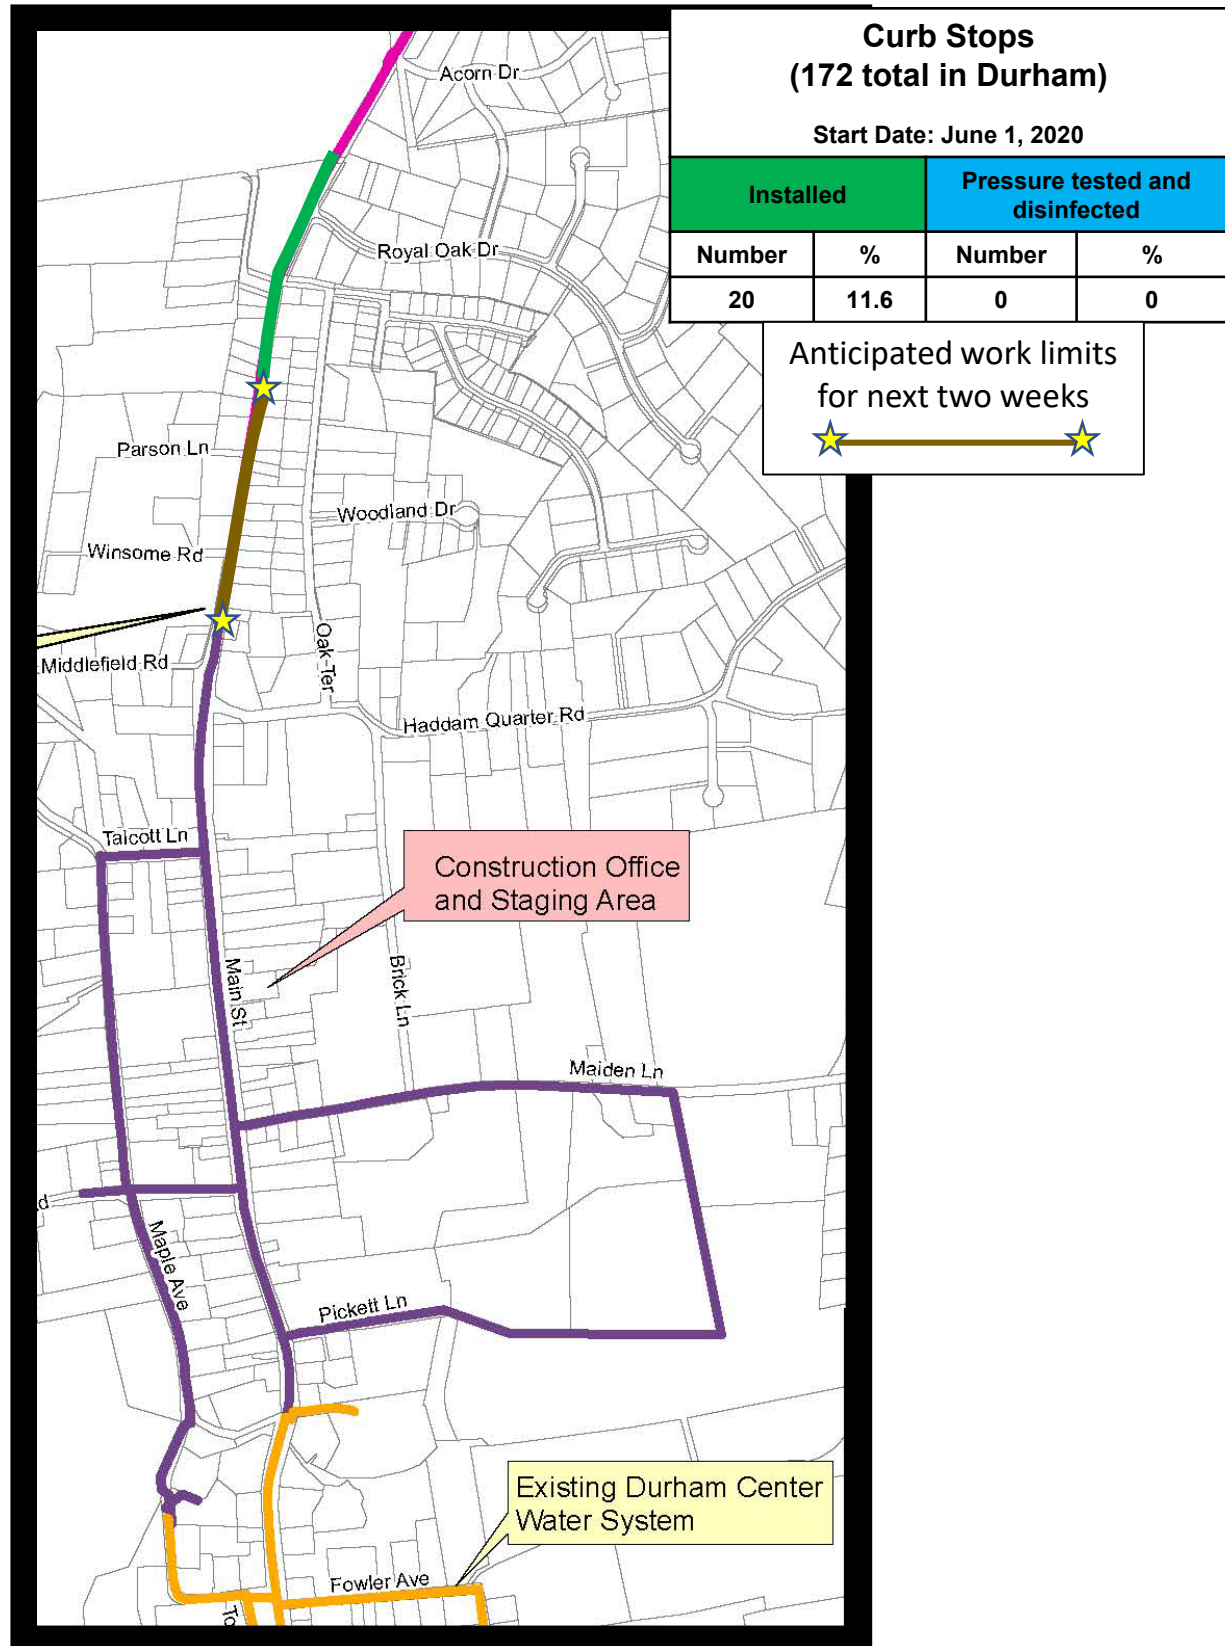 Curb Stops
(172 total in Durham)
Start Date: June 1, 2020
Installed
Pressure tested and
disinfected
Number % Number %
20 11.6 0 0
Anticipated work limits
for next two weeks
Acorn Dr
Royal Oak Dr
Parson Ln
Woodland Dr
Winsome Rd
Oak Ter
Middlefield Rd
Haddam Quarter Rd
Talcott Ln
Construction Office
and Staging Area
Main St
Brick Ln
Maiden Ln
d
Maple Ave
Pickett Ln
Existing Durham Center
Water System
Fowler Ave
To